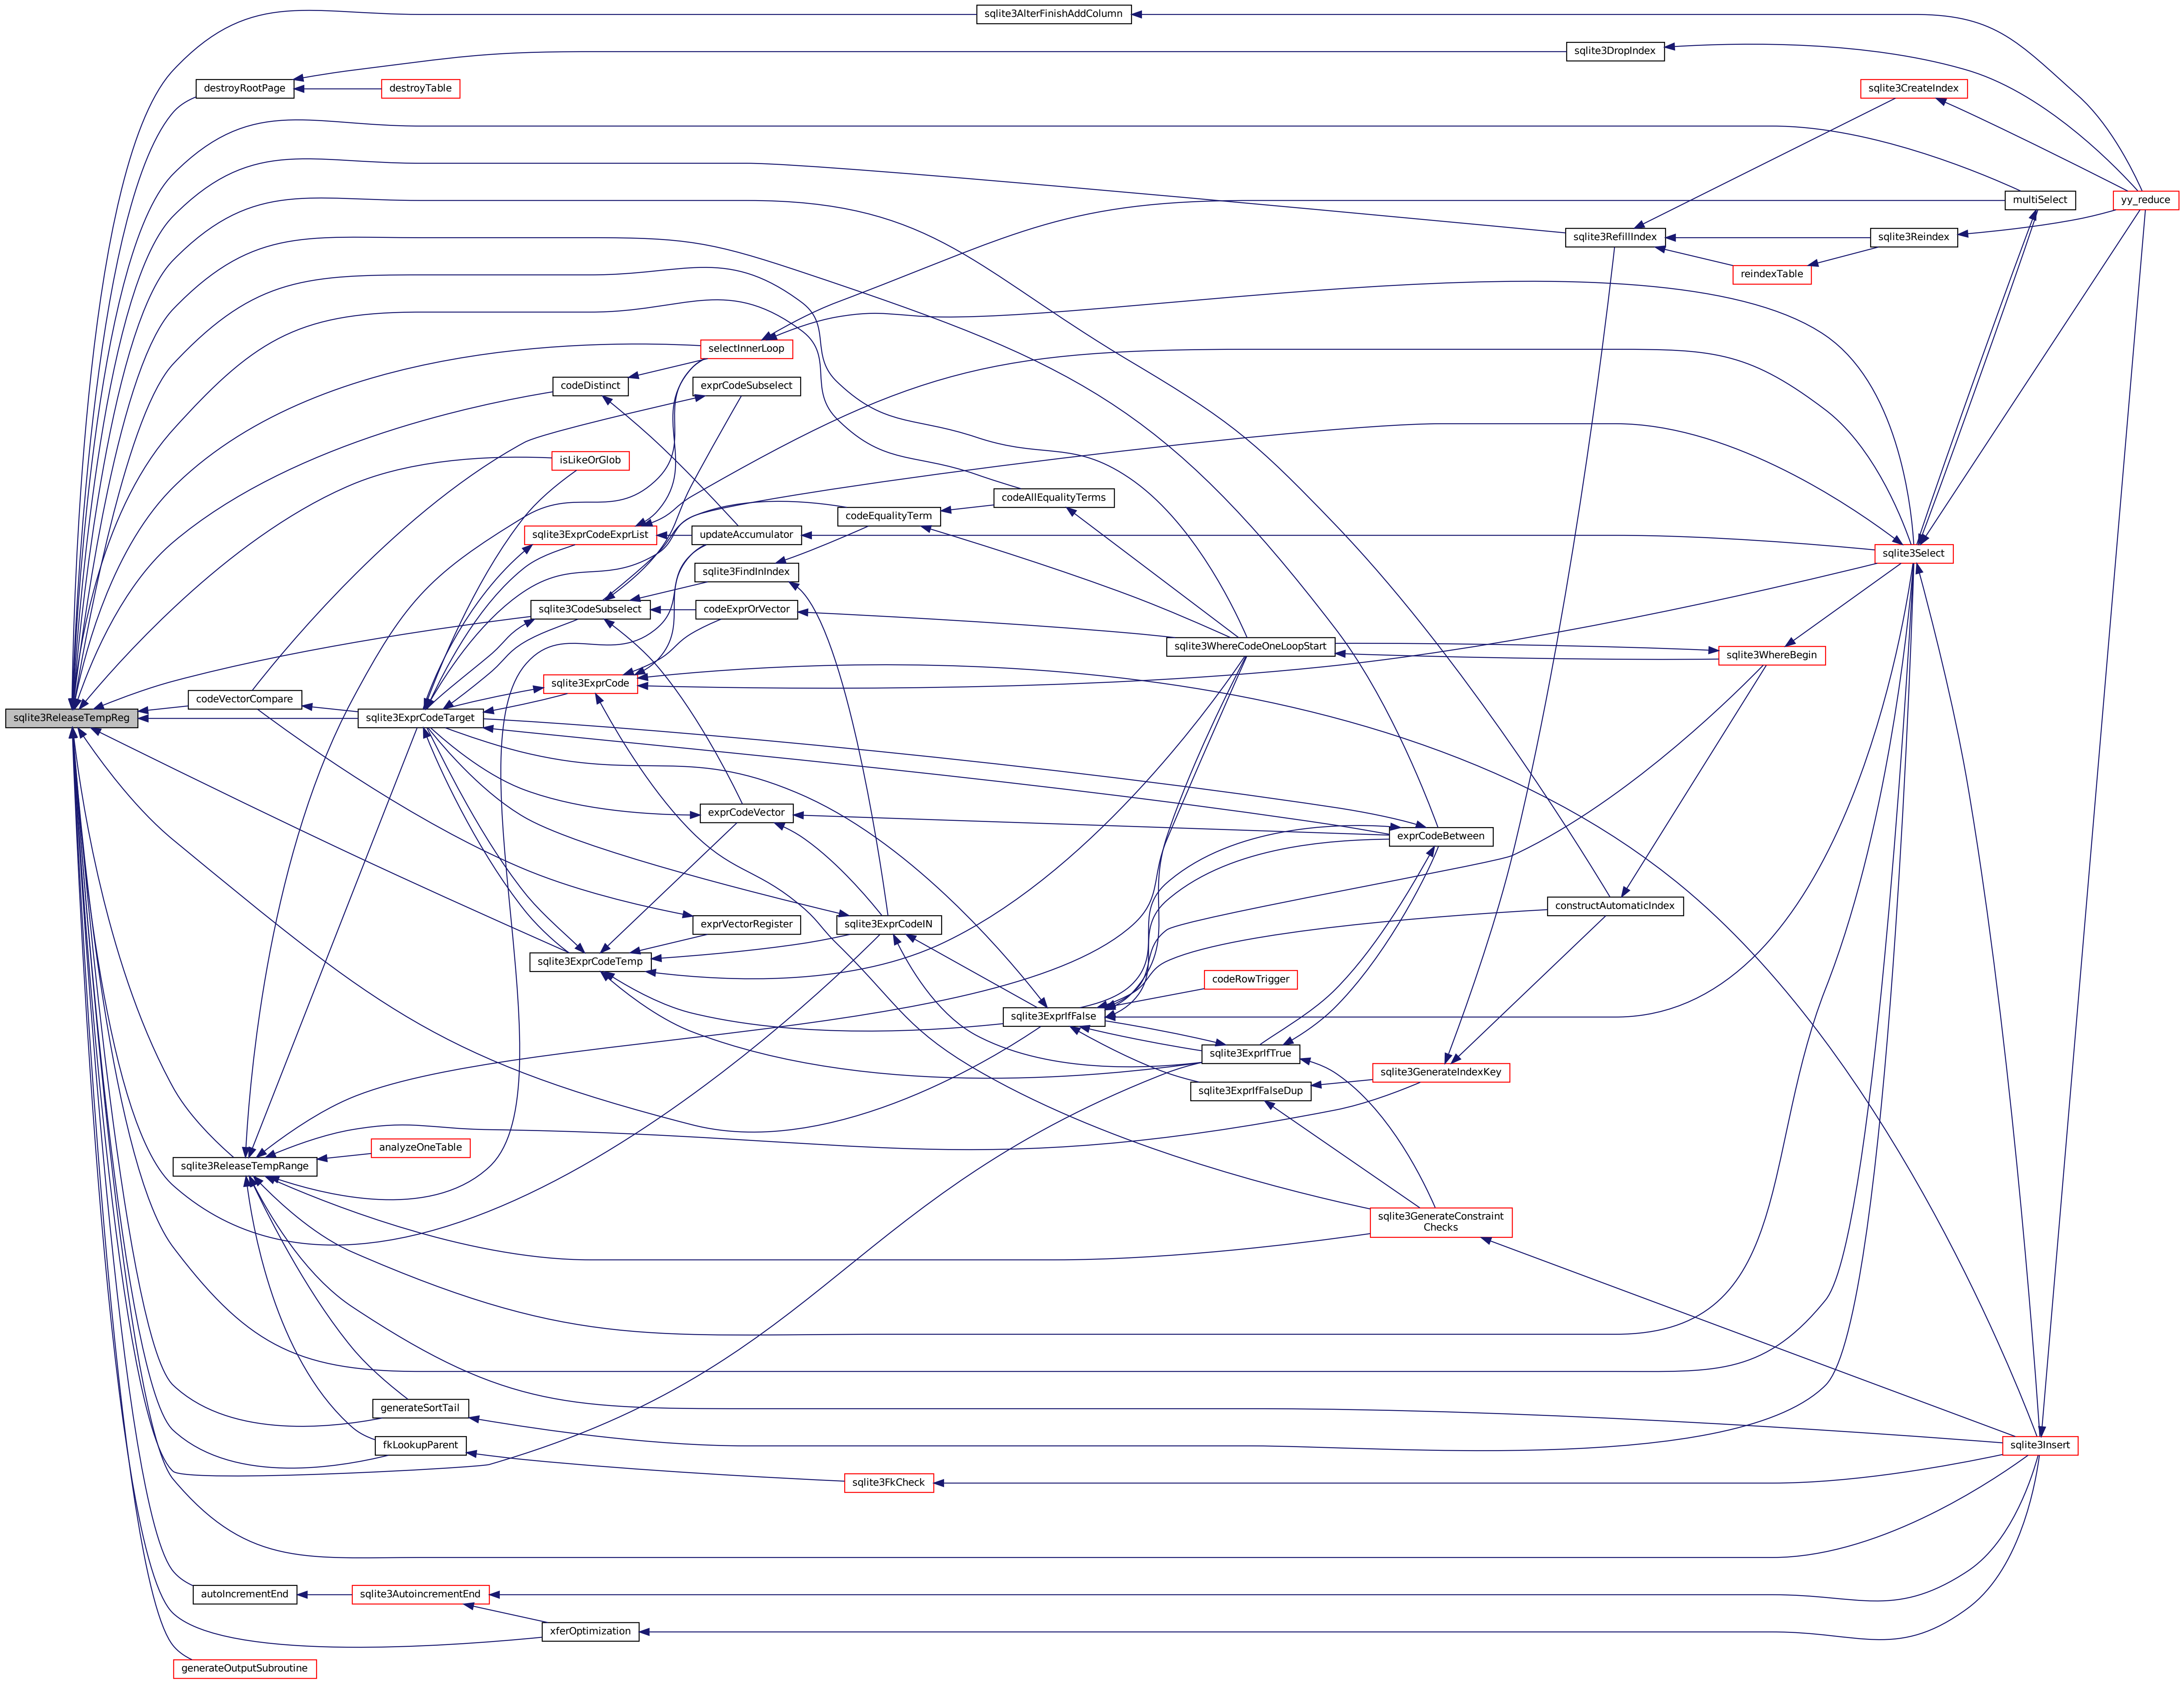 sqlite3AlterFinishAddColumn
sqlite3DropIndex
destroyRootPage
destroyTable
sqlite3CreateIndex
multiSelect
yy_reduce
sqlite3RefillIndex
sqlite3Reindex
reindexTable
selectInnerLoop
codeDistinct
exprCodeSubselect
isLikeOrGlob
codeAllEqualityTerms
codeEqualityTerm
sqlite3ExprCodeExprList
updateAccumulator
sqlite3Select
sqlite3FindInIndex
sqlite3CodeSubselect
codeExprOrVector
sqlite3WhereCodeOneLoopStart
sqlite3WhereBegin
sqlite3ExprCode
codeVectorCompare
sqlite3ReleaseTempReg
sqlite3ExprCodeTarget
exprCodeVector
exprCodeBetween
constructAutomaticIndex
exprVectorRegister
sqlite3ExprCodeIN
sqlite3ExprCodeTemp
codeRowTrigger
sqlite3ExprIfFalse
sqlite3ExprIfTrue
sqlite3GenerateIndexKey
sqlite3ExprIfFalseDup
analyzeOneTable
sqlite3ReleaseTempRange
sqlite3GenerateConstraint
Checks
generateSortTail
fkLookupParent
sqlite3Insert
sqlite3FkCheck
autoIncrementEnd
sqlite3AutoincrementEnd
xferOptimization
generateOutputSubroutine